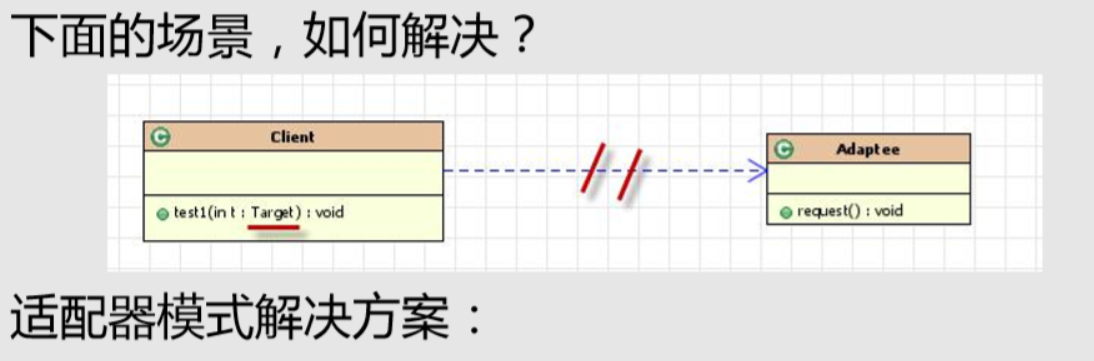 下面的场景，如何解决？
Client
Adaptee
test1(in t : Target) : void
request() : void
适配器模式解决方案：